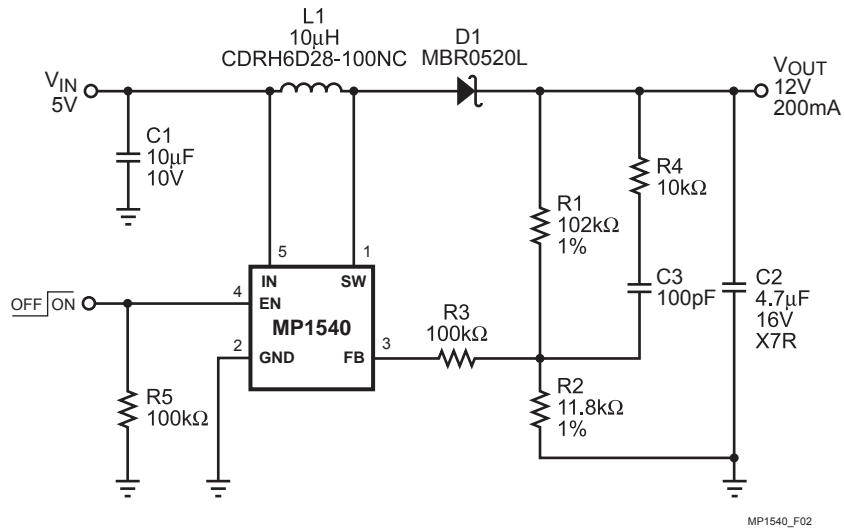 L1
10µH
CDRH6D28-100NC
D1
MBR0520L
VIN
5V
VOUT
12V
200mA
C1
10µF
10V
R4
10kΩ
R1
102kΩ
1%
5
1
IN
SW
C3
100pF
C2
4.7µF
16V
X7R
OFF ON
4
EN
MP1540
R3
100kΩ
2
GND
FB
3
R5
100kΩ
R2
11.8kΩ
1%
MP1540_F02